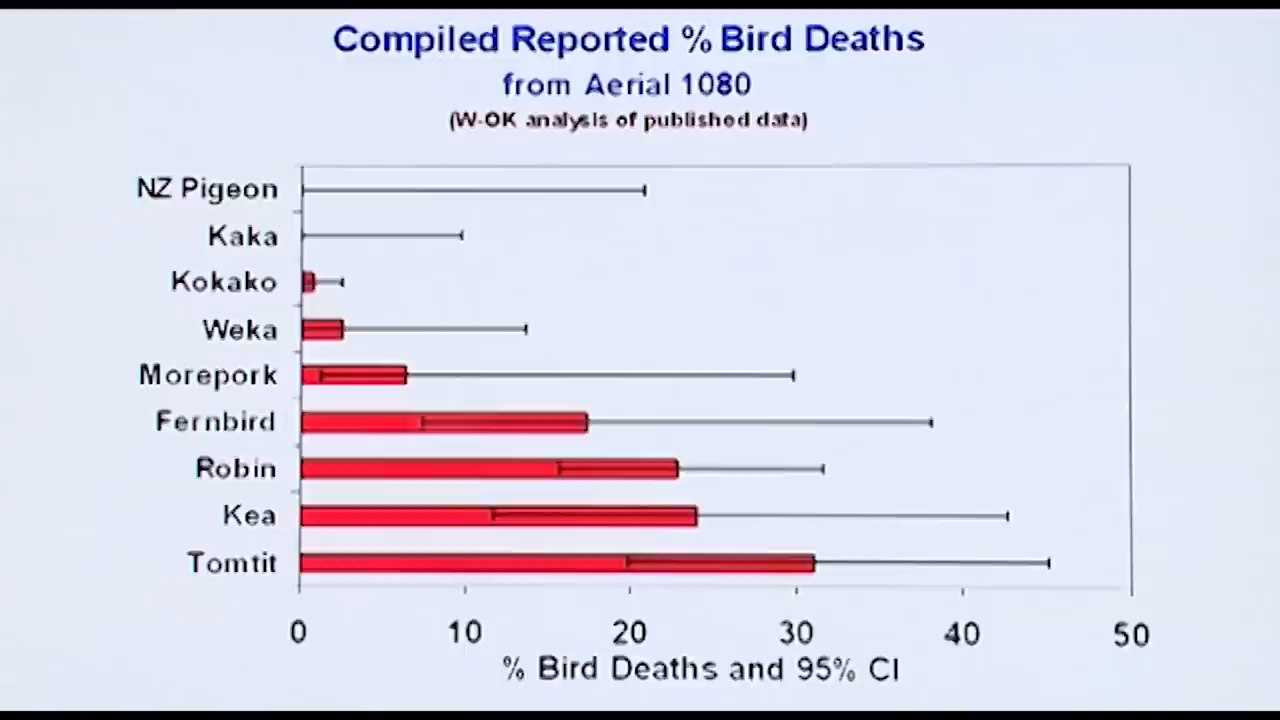 Compiled Reported % Bird Deaths
from Aerial 1080
(W-OK analysis of published data)
NZ Pigeon
Kaka
Kokako
Weka
Morepork
Fernbird
Robin
Kea
Tomtit
0 10 20 30 40 50
% Bird Deaths and 95% CI